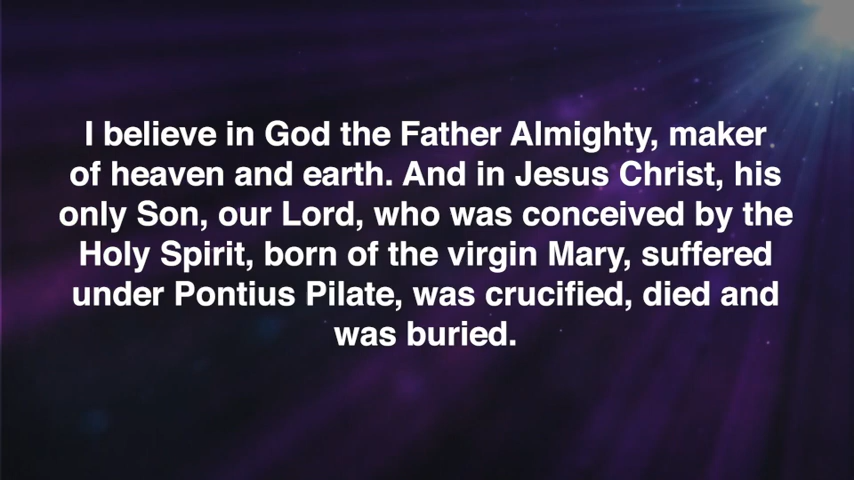 I believe in God the Father Almighty, maker
of heaven and earth. And in Jesus Christ, his
only Son, our Lord, who was conceived by the
Holy Spirit, born of the virgin Mary, suffered
under Pontius Pilate, was crucified, died and
was buried.